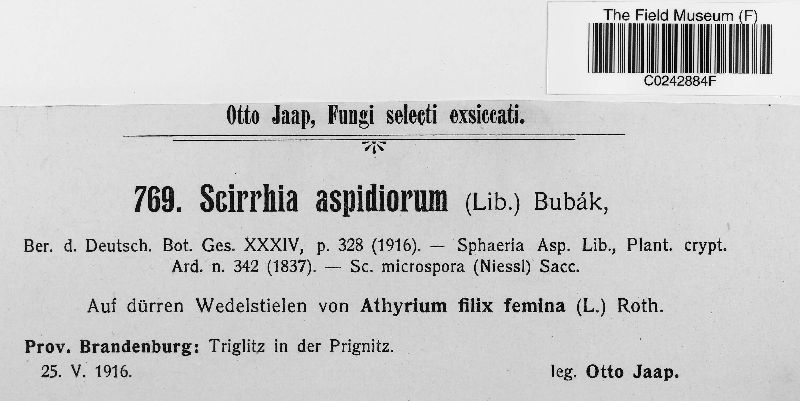 The Field Museum (F)
C0242884F
Otto Jaap, Fungi selecti exsiccati.
769. Scirrhia aspidiorum (Lib.) Bubák,
Ber. d. Deutsch. Bot. Ges. XXXIV, p. 328 (1916). — Sphaeria Asp. Lib., Plant. crypt.
Ard. n. 342 (1837). — Sc. microspora (Niessl) Sacc.
Auf dürren Wedelstielen von Athyrium filix femina (L.) Roth.
Prov. Brandenburg: Triglitz in der Prignitz.
25. V. 1916. leg. Otto Jaap.